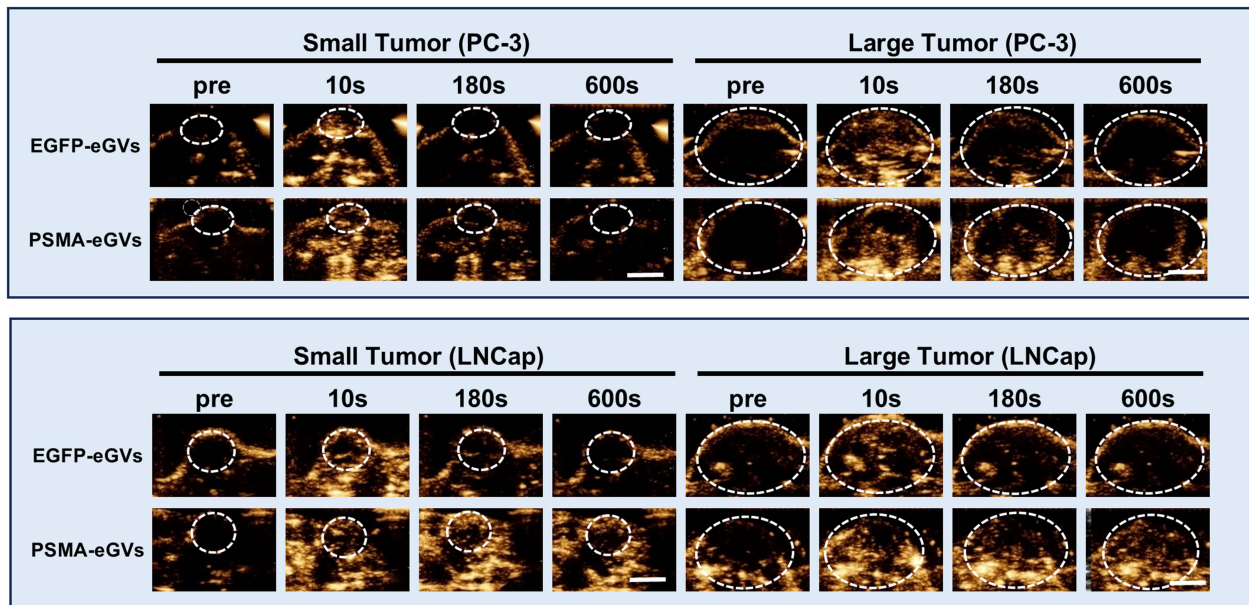 Small Tumor (PC-3) Large Tumor (PC-3)
pre 10s 180s 600s pre 10s 180s 600s
EGFP-eGVs
PSMA-eGVs
Small Tumor (LNCap) Large Tumor (LNCap)
pre 10s 180s 600s pre 10s 180s 600s
EGFP-eGVs
PSMA-eGVs